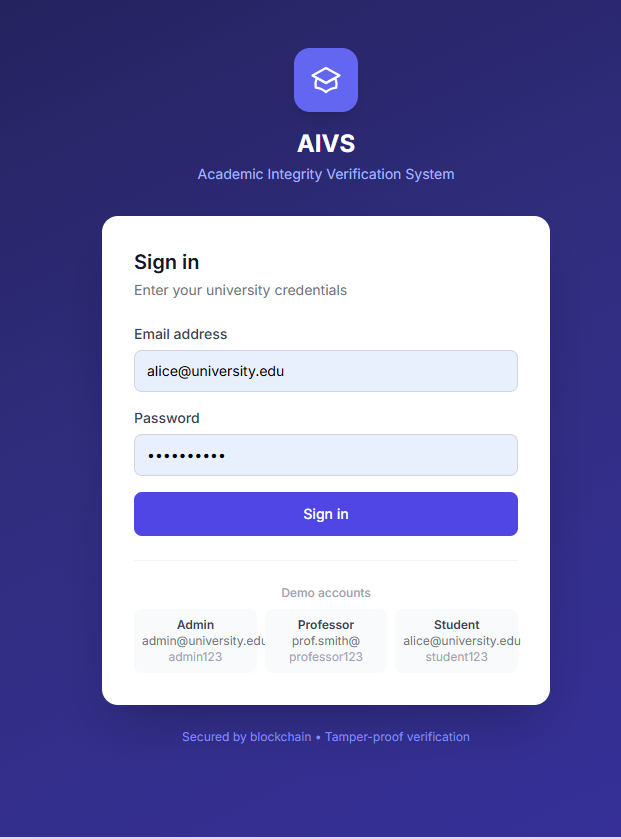 AIVS
Academic Integrity Verification System
Sign in
Enter your university credentials
Email address
alice@university.edu
Password
••••••••••
Sign in
Demo accounts
Admin
admin@university.edu
admin123
Professor
prof.smith@
professor123
Student
alice@university.edu
student123
Secured by blockchain • Tamper-proof verification